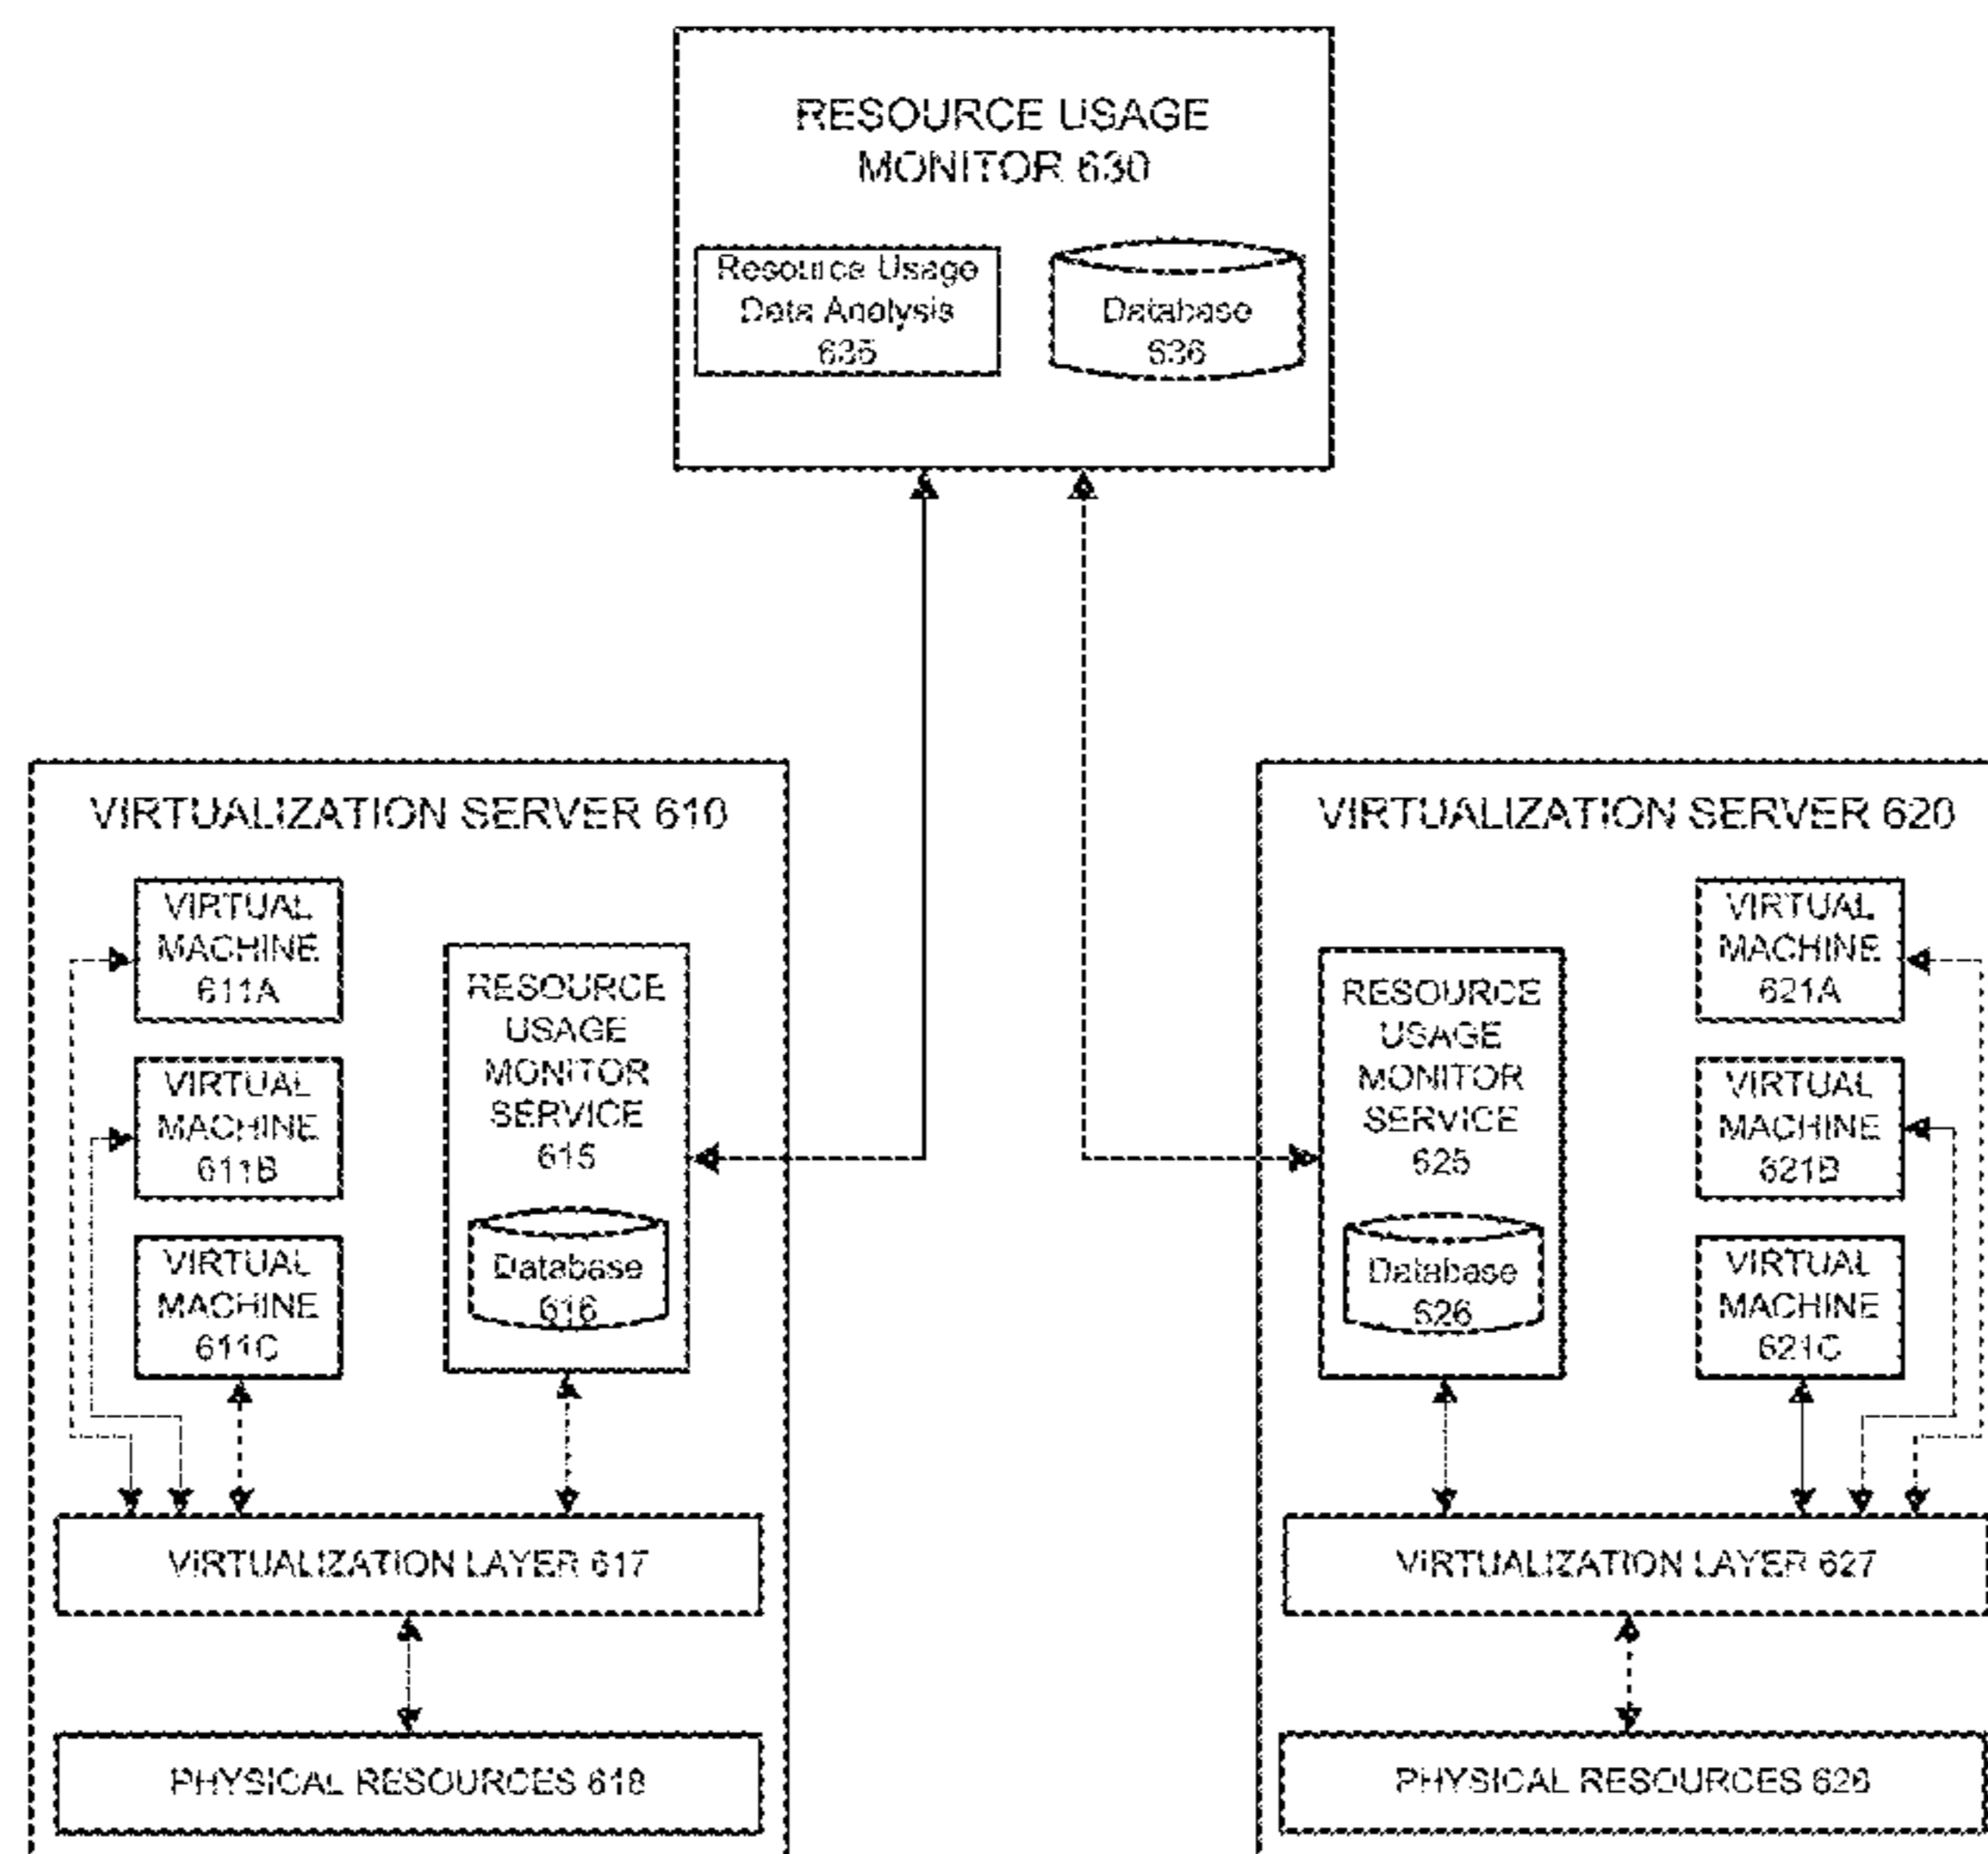 RESOURCE USAGE
MONITOR 630
Resource Usage
Data Analysis
635
Database
636
VIRTUALIZATION SERVER 610
VIRTUAL
MACHINE
611A
VIRTUAL
MACHINE
611B
VIRTUAL
MACHINE
611C
RESOURCE
USAGE
MONITOR
SERVICE
615
Database
616
VIRTUALIZATION LAYER 617
PHYSICAL RESOURCES 618
VIRTUALIZATION SERVER 620
RESOURCE
USAGE
MONITOR
SERVICE
625
Database
626
VIRTUAL
MACHINE
621A
VIRTUAL
MACHINE
621B
VIRTUAL
MACHINE
621C
VIRTUALIZATION LAYER 627
PHYSICAL RESOURCES